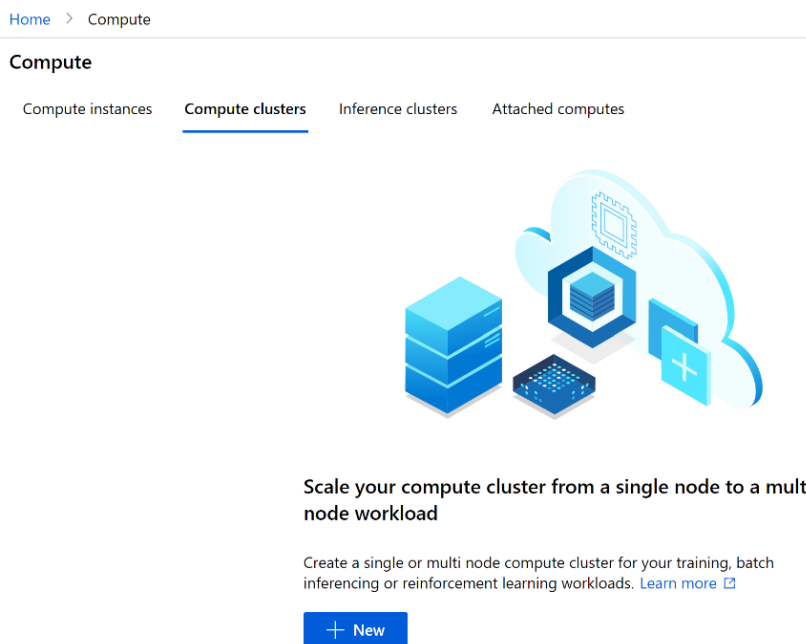 Home > Compute
Compute
Compute instances Compute clusters Inference clusters Attached computes
Scale your compute cluster from a single node to a mult
node workload
Create a single or multi node compute cluster for your training, batch
inferencing or reinforcement learning workloads. Learn more
+ New